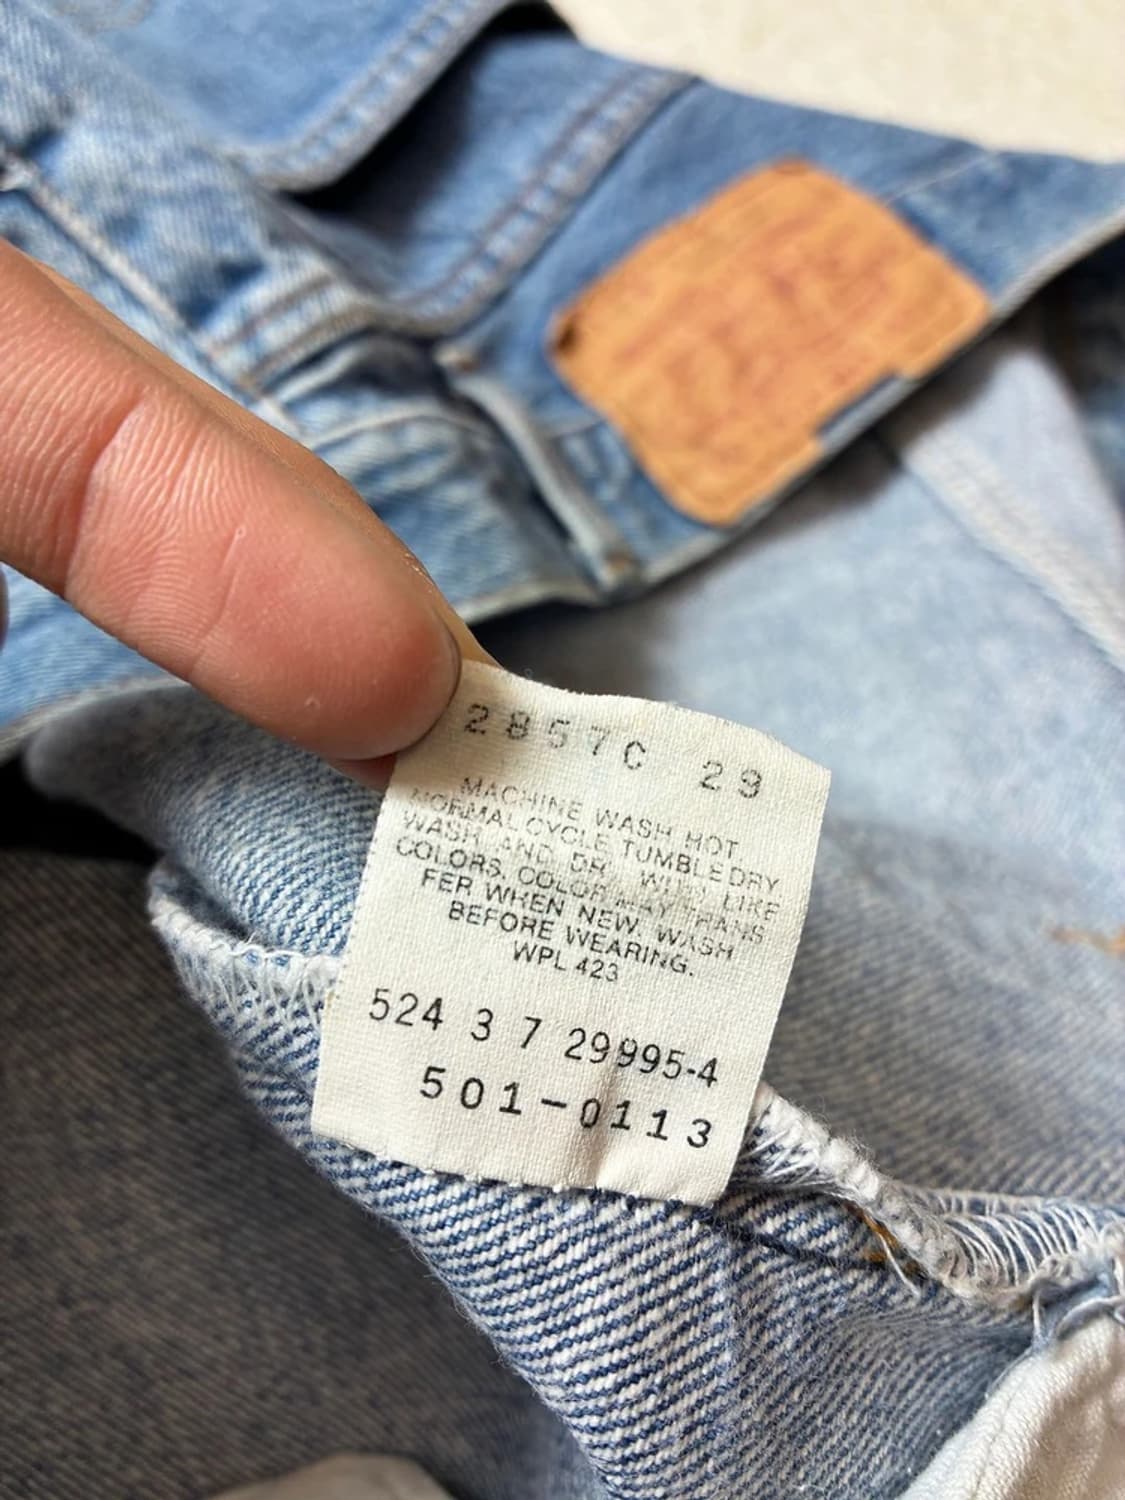 2857C 29
MACHINE WASH HOT,
NORMAL CYCLE TUMBLE DRY
WASH AND DR WITH LIKE
COLORS. COLOR MAY TRANS
FER WHEN NEW. WASH
BEFORE WEARING.
WPL 423
524 3 7 29995-4
501-0113